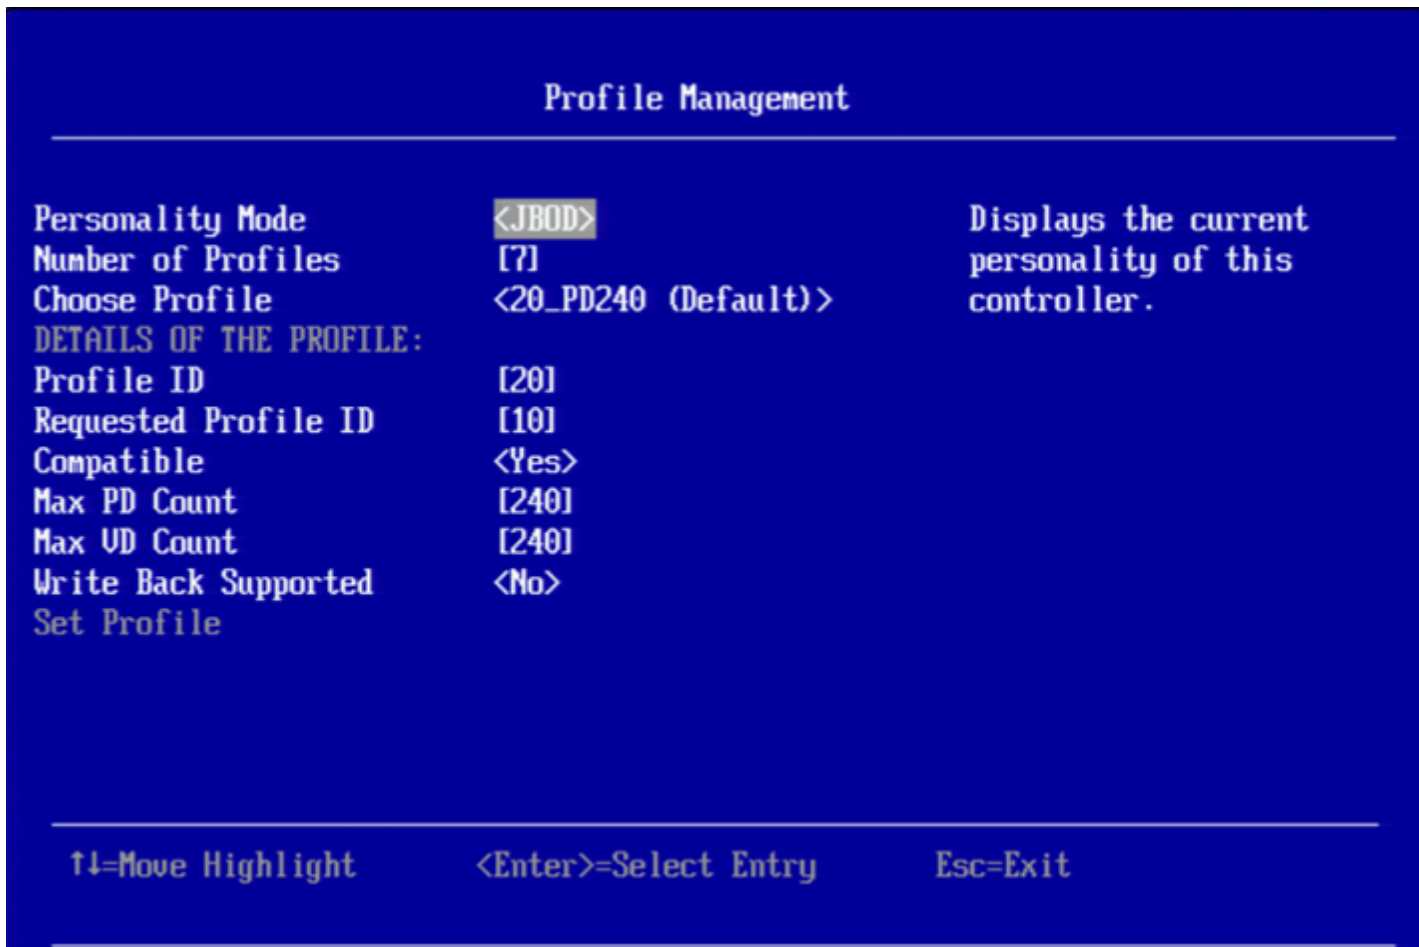 Profile Management
Personality Mode <JBOD> Displays the current
Number of Profiles [7] personality of this
Choose Profile <20_PD240 (Default)> controller.
DETAILS OF THE PROFILE:
Profile ID [20]
Requested Profile ID [10]
Compatible <Yes>
Max PD Count [240]
Max VD Count [240]
Write Back Supported <No>
Set Profile
↑↓=Move Highlight <Enter>=Select Entry Esc=Exit